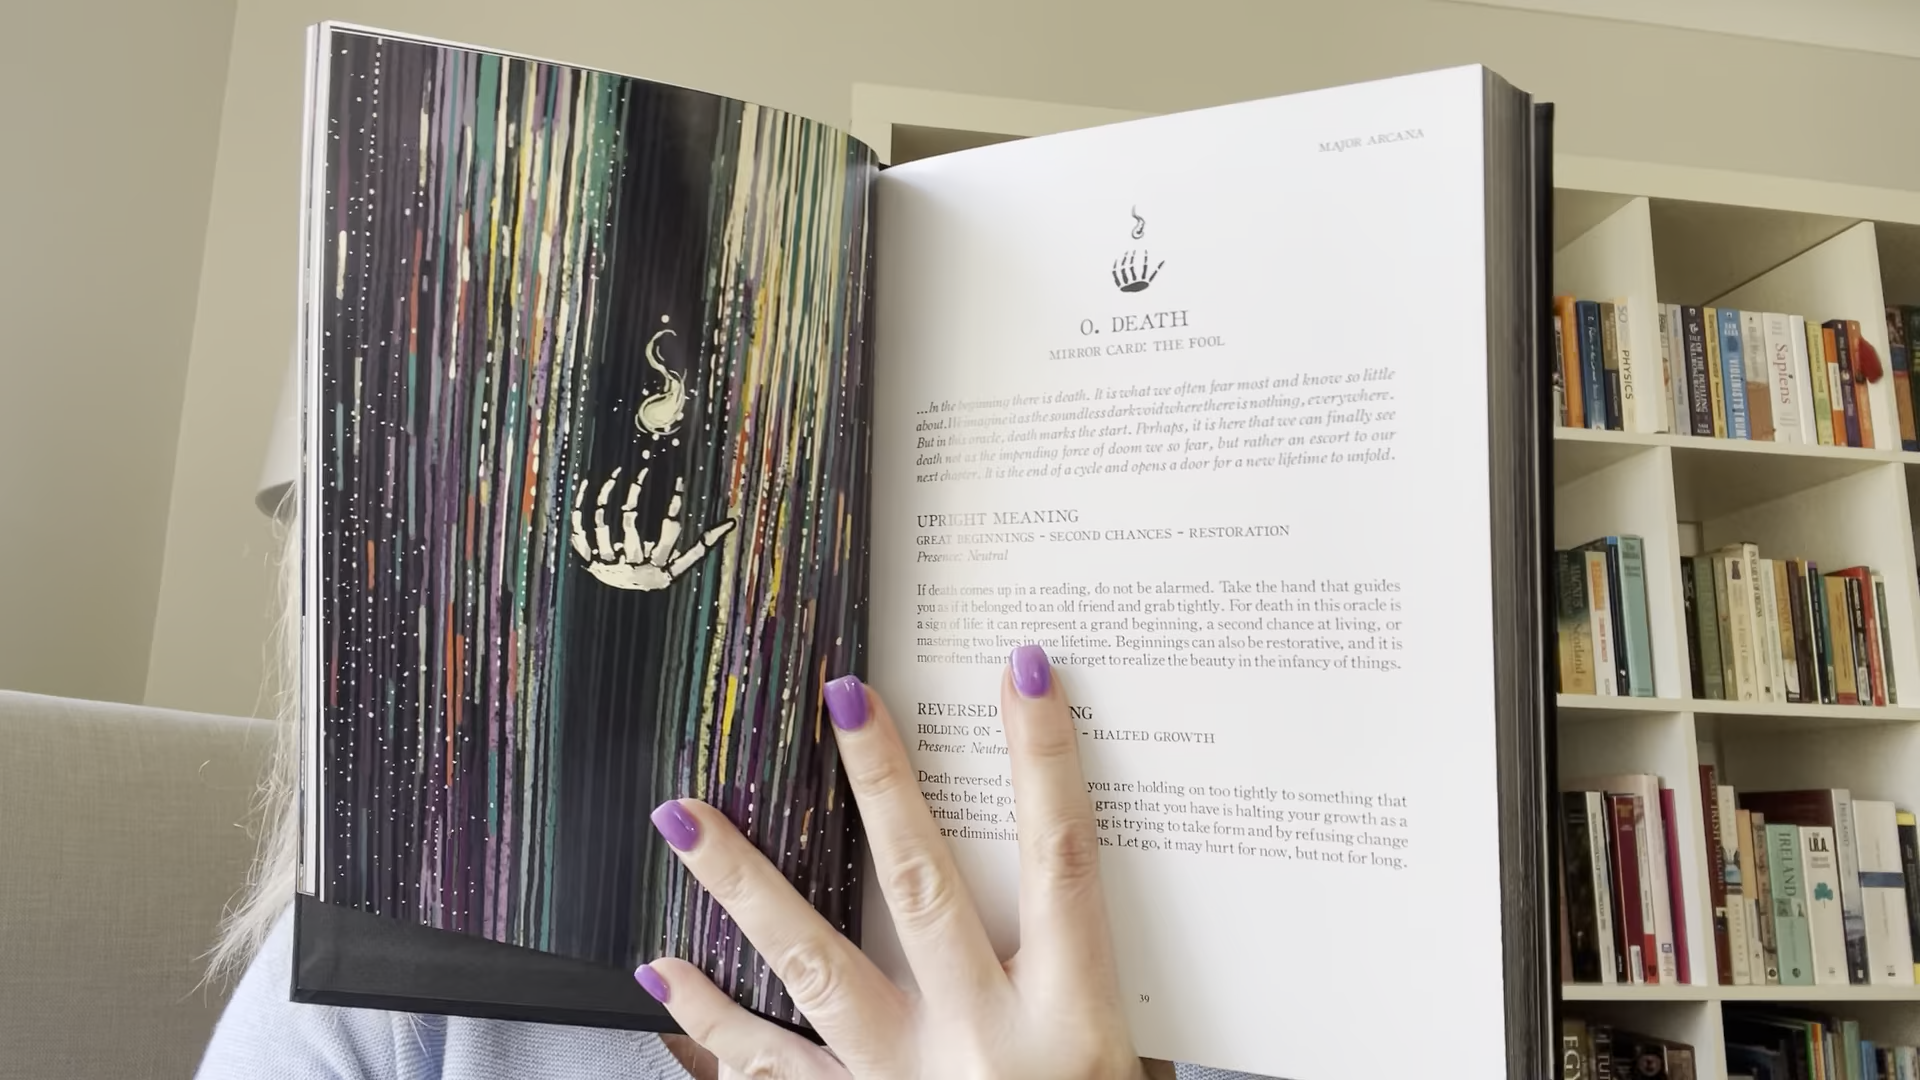 MAJOR ARCANA
0. DEATH
MIRROR CARD: THE FOOL
...In the beginning there is death. It is what we often fear most and know so little
about. We imagine it as the soundless dark void where there is nothing, everywhere.
But in this oracle, death marks the start. Perhaps, it is here that we can finally see
death not as the impending force of doom we so fear, but rather an escort to our
next chapter. It is the end of a cycle and opens a door for a new lifetime to unfold.
UPRIGHT MEANING
GREAT BEGINNINGS - SECOND CHANCES - RESTORATION
Presence: Neutral
If death comes up in a reading, do not be alarmed. Take the hand that guides
you as if it belonged to an old friend and grab tightly. For death in this oracle is
a sign of life: it can represent a grand beginning, a second chance at living, or
mastering two lives in one lifetime. Beginnings can also be restorative, and it is
more often than we forget to realize the beauty in the infancy of things.
REVERSED NG
HOLDING ON - - HALTED GROWTH
Presence: Neutra
Death reversed s you are holding on too tightly to something that
needs to be let go grasp that you have is halting your growth as a
iritual being. A ng is trying to take form and by refusing change
are diminishin ns. Let go, it may hurt for now, but not for long.
39
PHYSICS
Sapiens
IRELAND
I.R.A.